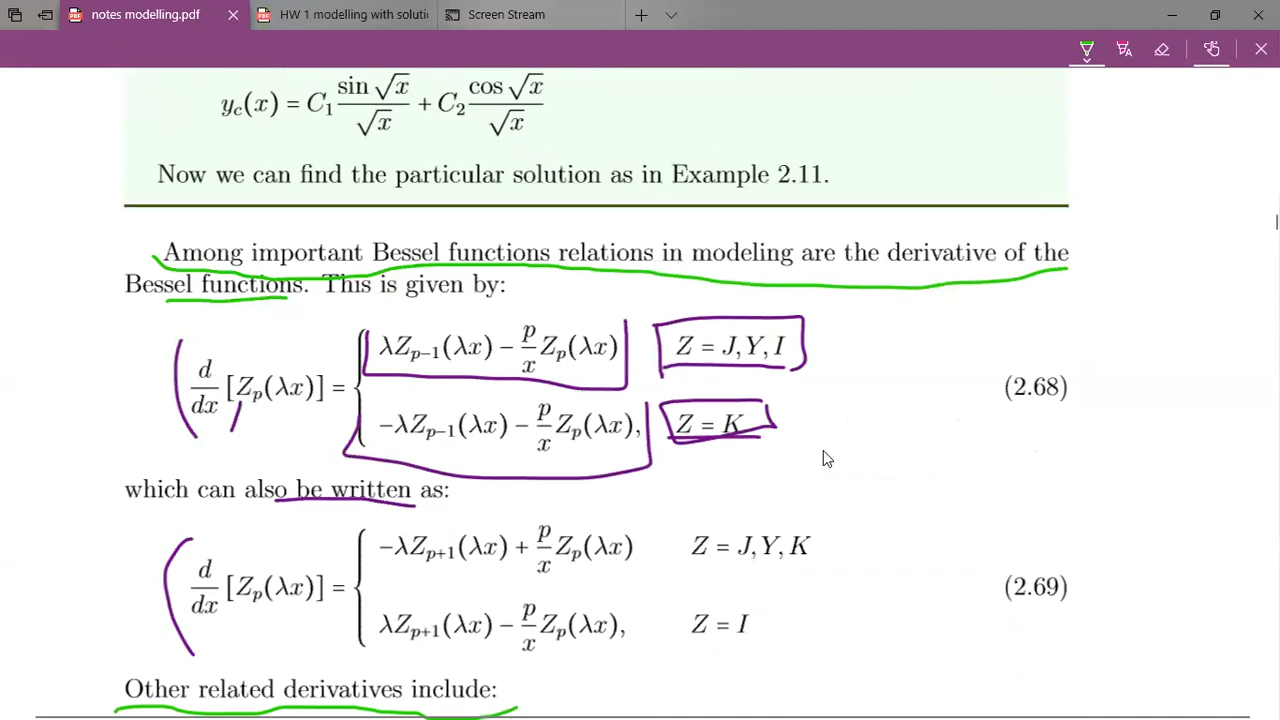 notes modelling.pdf
HW 1 modelling with soluti
Screen Stream
y_c(x) = C_1 sin √x / √x + C_2 cos √x / √x
Now we can find the particular solution as in Example 2.11.
Among important Bessel functions relations in modeling are the derivative of the
Bessel functions. This is given by:
d/dx [Z_p(λx)] = { λZ_{p−1}(λx) − p/x Z_p(λx) Z = J, Y, I
−λZ_{p−1}(λx) − p/x Z_p(λx), Z = K (2.68)
which can also be written as:
d/dx [Z_p(λx)] = { −λZ_{p+1}(λx) + p/x Z_p(λx) Z = J, Y, K
λZ_{p+1}(λx) − p/x Z_p(λx), Z = I (2.69)
Other related derivatives include: